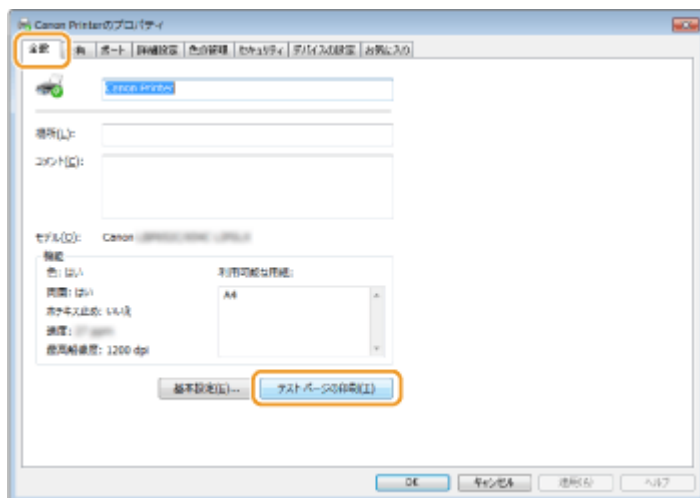 Canon Printerのプロパティ
全般 共有 ポート 詳細設定 色の管理 セキュリティ デバイスの設定 お気に入り
Canon Printer
場所(L):
コメント(C):
モデル(O): Canon
機能
色: はい 利用可能な用紙:
両面: はい A4
ホチキス止め: いいえ
速度: ppm
最高解像度: 1200 dpi
基本設定(E)... テスト ページの印刷(T)
OK キャンセル 適用(A) ヘルプ